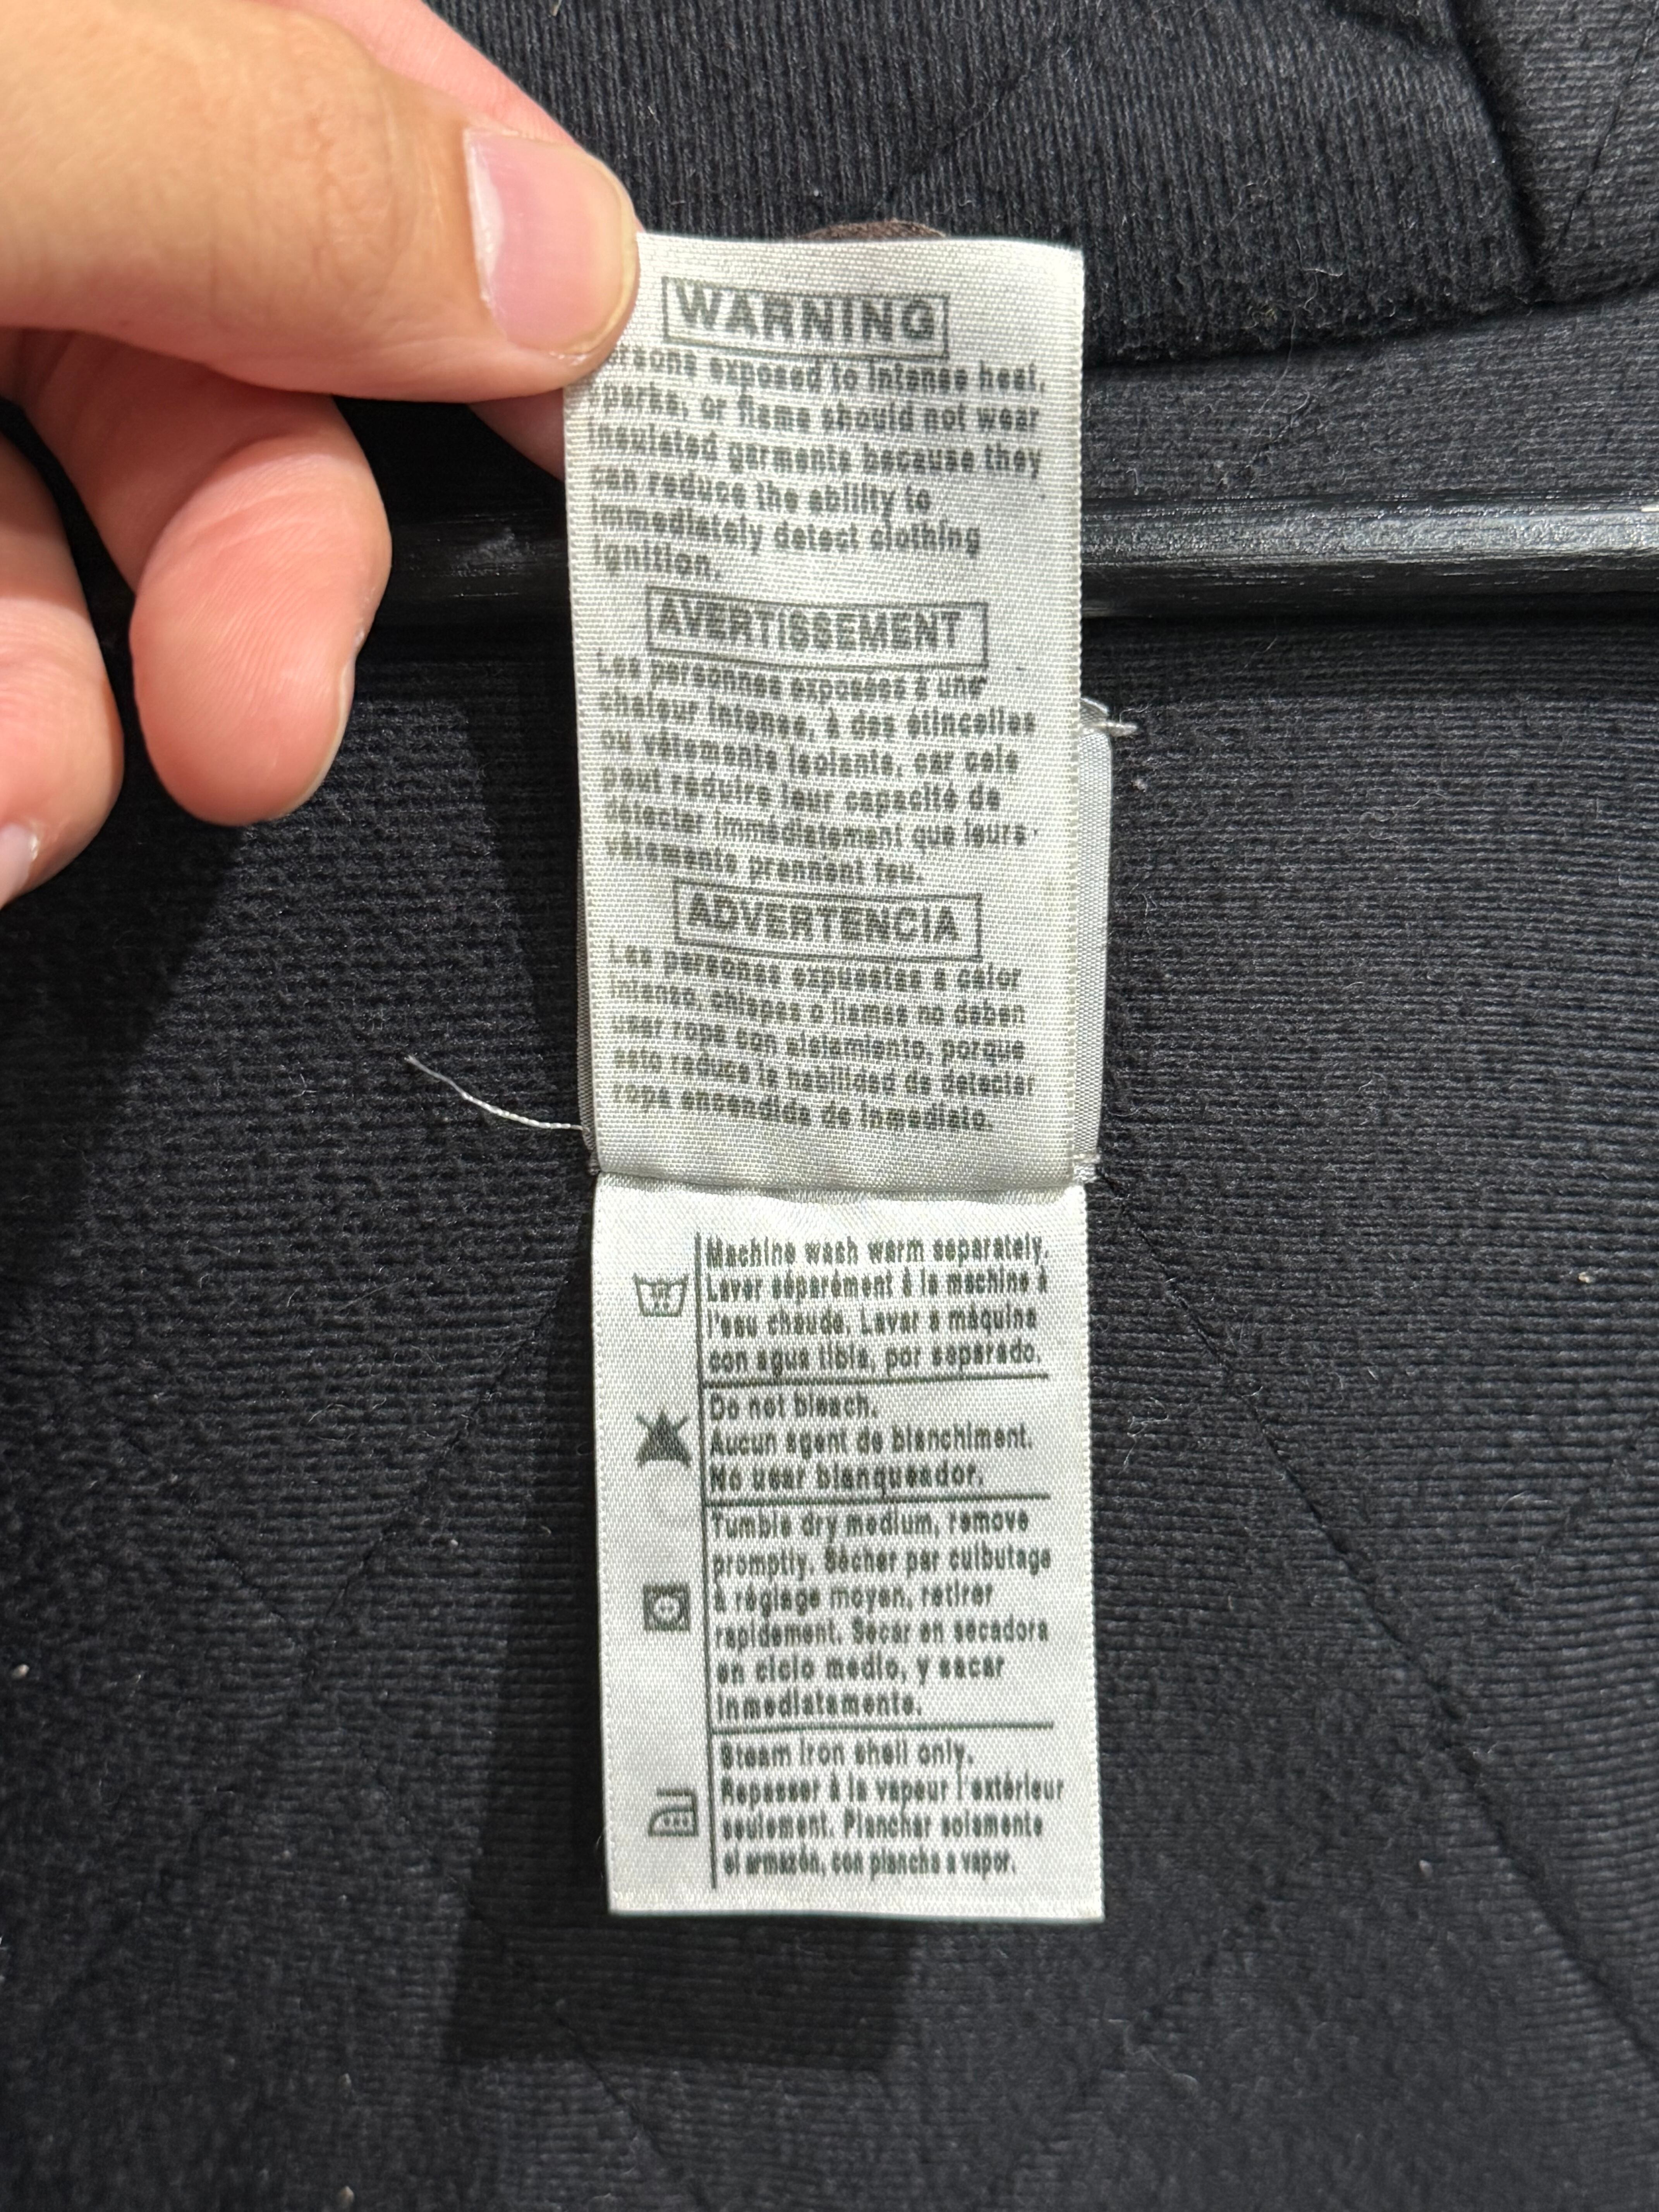 WARNING
ersons exposed to intense heat,
sparks, or flame should not wear
insulated garments because they
can reduce the ability to
immediately detect clothing
ignition.
AVERTISSEMENT
Les personnes exposées à une
chaleur intense, à des étincelles
ou vêtements isolants, car cela
peut réduire leur capacité de
détecter immédiatement que leurs
vêtements prennent feu.
ADVERTENCIA
Las personas expuestas a calor
intenso, chispas o llamas no deben
usar ropa con aislamiento, porque
esto reduce la habilidad de detectar
ropa encendida de inmediato.
Machine wash warm separately.
Laver séparément à la machine à
l'eau chaude. Lavar a máquina
con agua tibia, por separado.
Do not bleach.
Aucun agent de blanchiment.
No usar blanqueador.
Tumble dry medium, remove
promptly. Sécher par culbutage
à réglage moyen, retirer
rapidement. Secar en secadora
en ciclo medio, y sacar
inmediatamente.
Steam iron shell only.
Repasser à la vapeur l'extérieur
seulement. Planchar solamente
el armazón, con plancha a vapor.